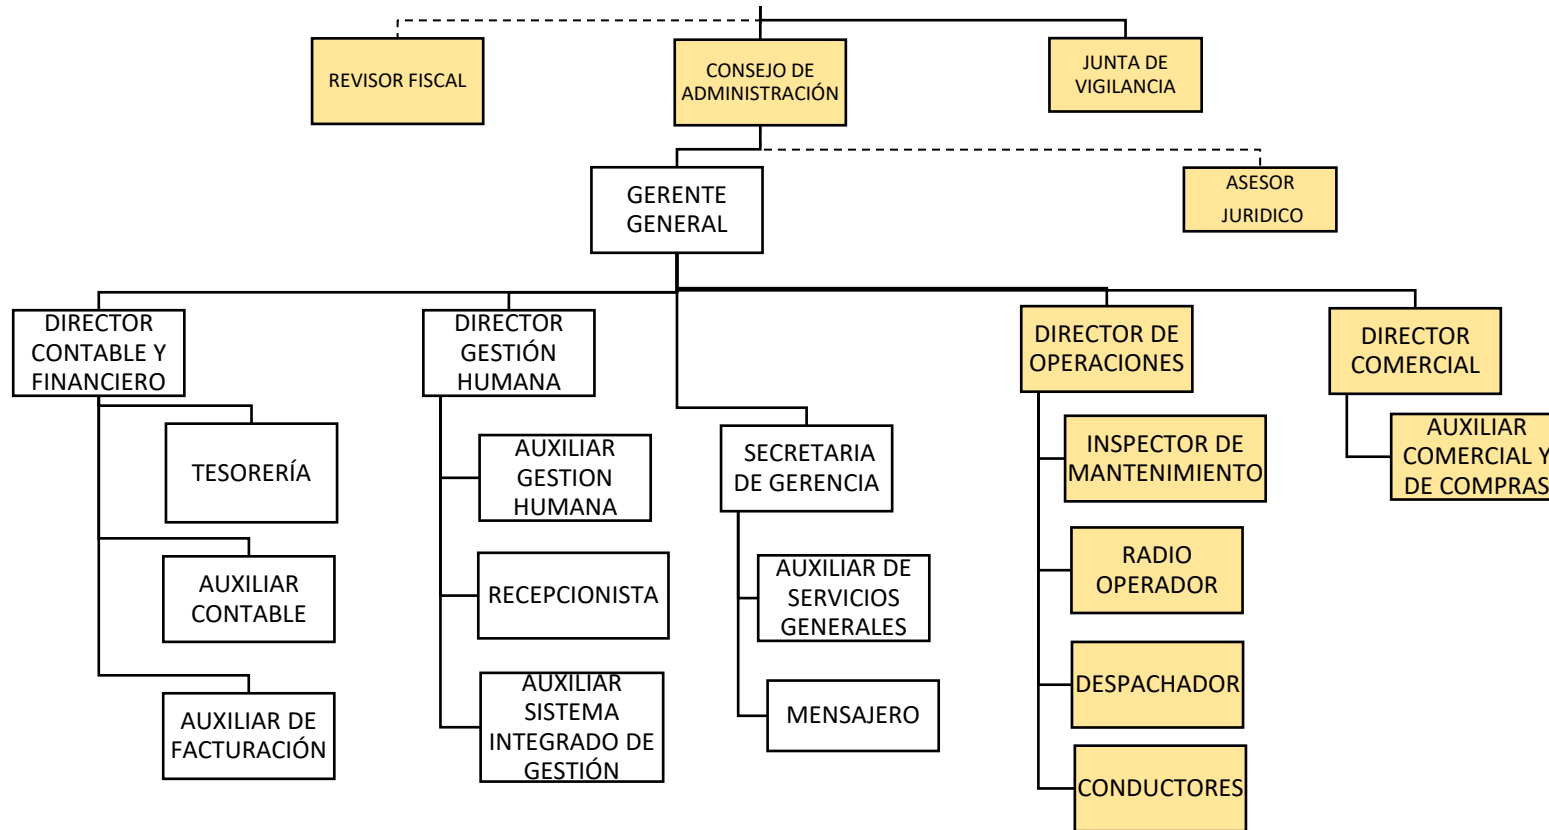 REVISOR FISCAL
CONSEJO DE
ADMINISTRACIÓN
JUNTA DE
VIGILANCIA
GERENTE
GENERAL
ASESOR
JURIDICO
DIRECTOR
CONTABLE Y
FINANCIERO
DIRECTOR
GESTIÓN
HUMANA
DIRECTOR DE
OPERACIONES
DIRECTOR
COMERCIAL
TESORERÍA
AUXILIAR
GESTION
HUMANA
SECRETARIA
DE GERENCIA
INSPECTOR DE
MANTENIMIENTO
AUXILIAR
COMERCIAL Y
DE COMPRAS
AUXILIAR
CONTABLE
RECEPCIONISTA
AUXILIAR DE
SERVICIOS
GENERALES
RADIO
OPERADOR
AUXILIAR DE
FACTURACIÓN
AUXILIAR
SISTEMA
INTEGRADO DE
GESTIÓN
MENSAJERO
DESPACHADOR
CONDUCTORES